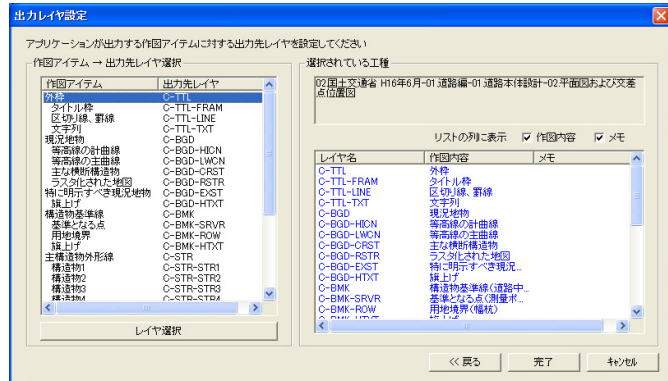 出力レイヤ設定
アプリケーションが出力する作図アイテムに対する出力先レイヤを設定してください
作図アイテム → 出力先レイヤ選択
作図アイテム 出力先レイヤ
外枠 C-TTL
タイトル枠 C-TTL-FRAM
区切り線、罫線 C-TTL-LINE
文字列 C-TTL-TXT
現況地物 C-BGD
等高線の計曲線 C-BGD-HICN
等高線の主曲線 C-BGD-LWCN
主な横断構造物 C-BGD-CRST
ラスタ化された地図 C-BGD-RSTR
特に明示すべき現況地物 C-BGD-EXST
旗上げ C-BGD-HTXT
構造物基準線 C-BMK
基準となる点 C-BMK-SRVR
用地境界 C-BMK-ROW
旗上げ C-BMK-HTXT
主構造物外形線 C-STR
構造物1 C-STR-STR1
構造物2 C-STR-STR2
構造物3 C-STR-STR3
構造物4 C-STR-STR4
レイヤ選択
選択されている工種
02国土交通省 H16年6月-01.道路編-01.道路本体設計-02.平面図および交差
点位置図
リストの列に表示 作図内容 メモ
レイヤ名 作図内容 メモ
C-TTL 外枠
C-TTL-FRAM タイトル枠
C-TTL-LINE 区切り線、罫線
C-TTL-TXT 文字列
C-BGD 現況地物
C-BGD-HICN 等高線の計曲線
C-BGD-LWCN 等高線の主曲線
C-BGD-CRST 主な横断構造物
C-BGD-RSTR ラスタ化された地図
C-BGD-EXST 特に明示すべき現況...
C-BGD-HTXT 旗上げ
C-BMK 構造物基準線(道路中...
C-BMK-SRVR 基準となる点(測量ポ...
C-BMK-ROW 用地境界(幅杭)
C-BMK-HTXT 旗上げ
<< 戻る 完了 キャンセル